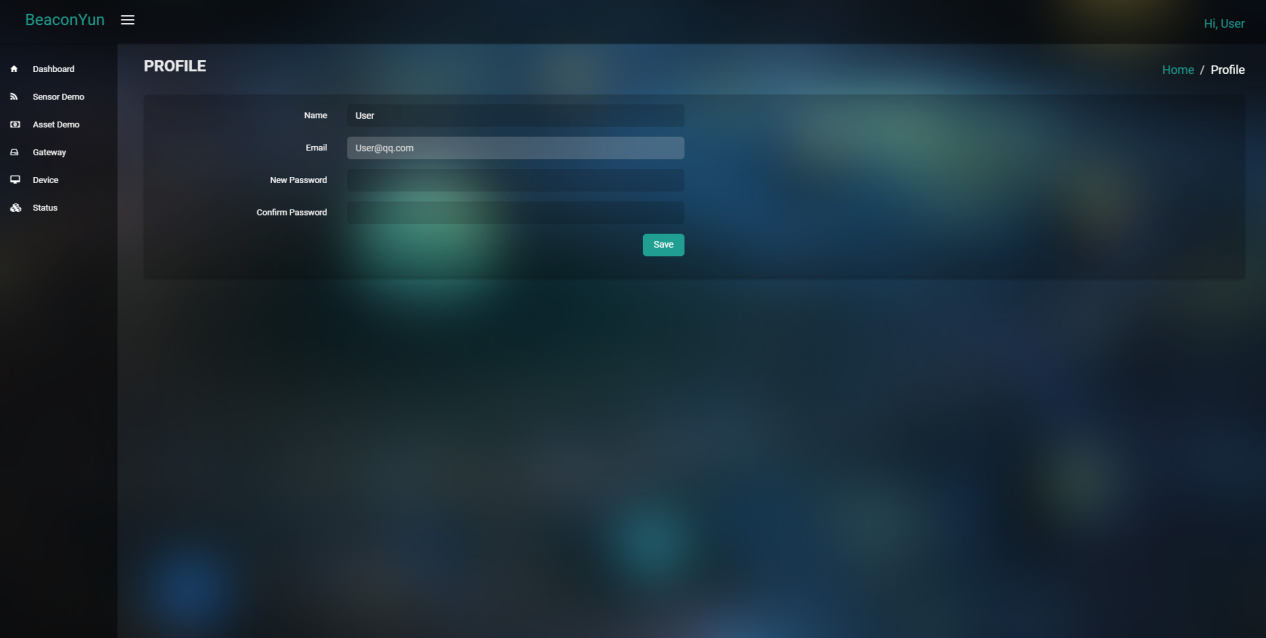 BeaconYun
Hi, User
Dashboard
Sensor Demo
Asset Demo
Gateway
Device
Status
PROFILE
Home / Profile
Name
User
Email
User@qq.com
New Password
Confirm Password
Save